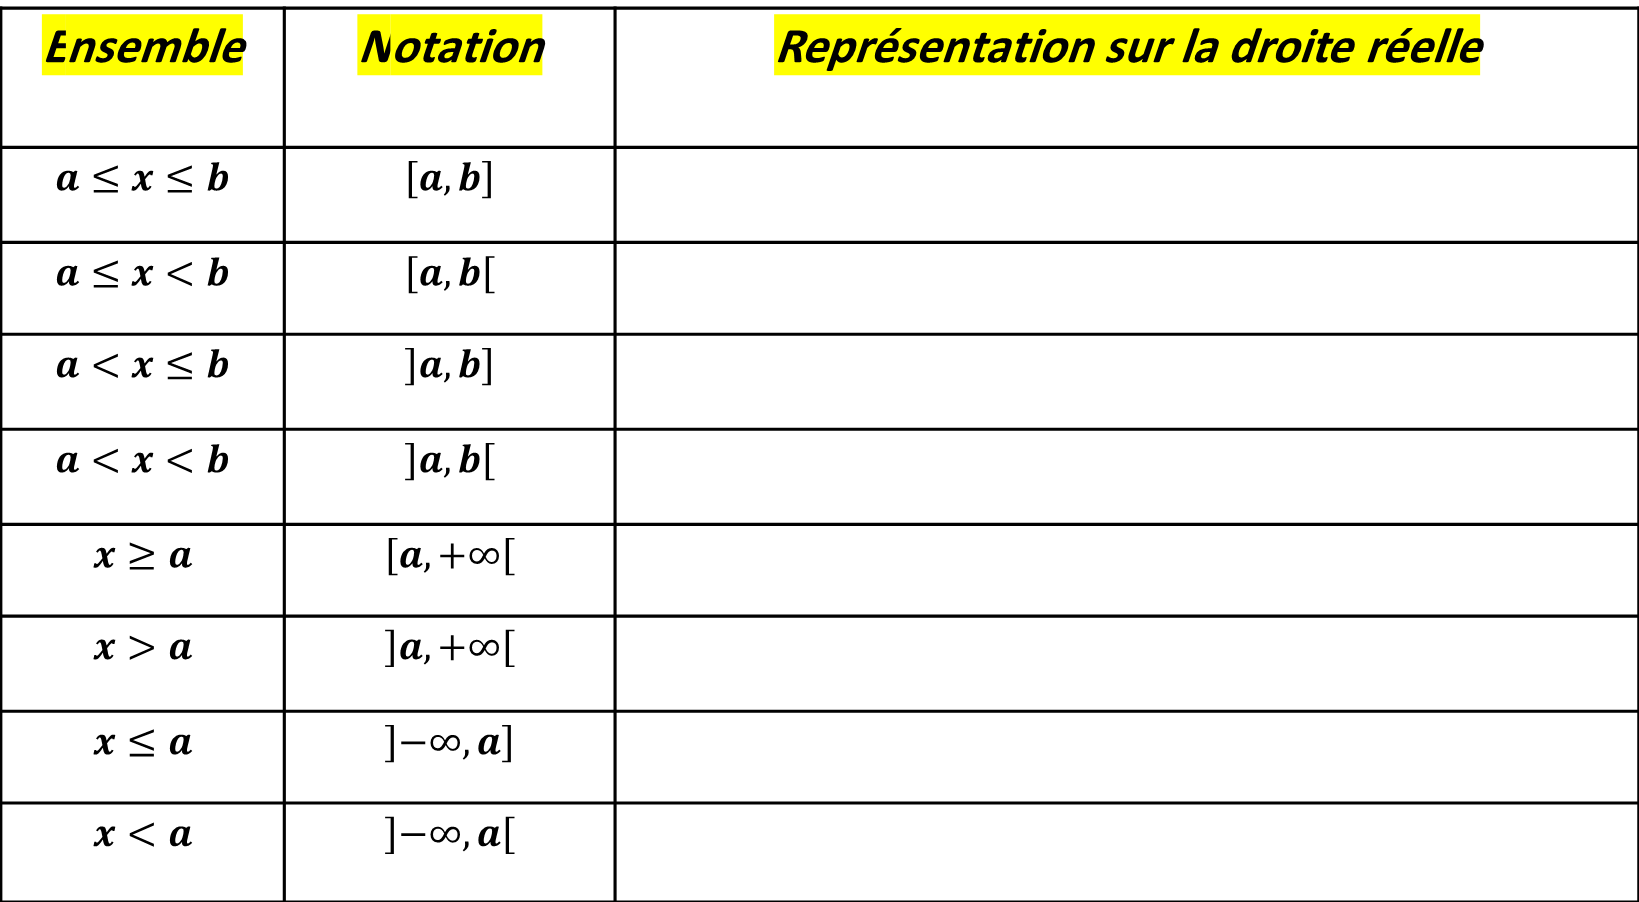 Ensemble Notation Représentation sur la droite réelle
a ≤ x ≤ b [a, b]
a ≤ x < b [a, b[
a < x ≤ b ]a, b]
a < x < b ]a, b[
x ≥ a [a, +∞[
x > a ]a, +∞[
x ≤ a ]−∞, a]
x < a ]−∞, a[